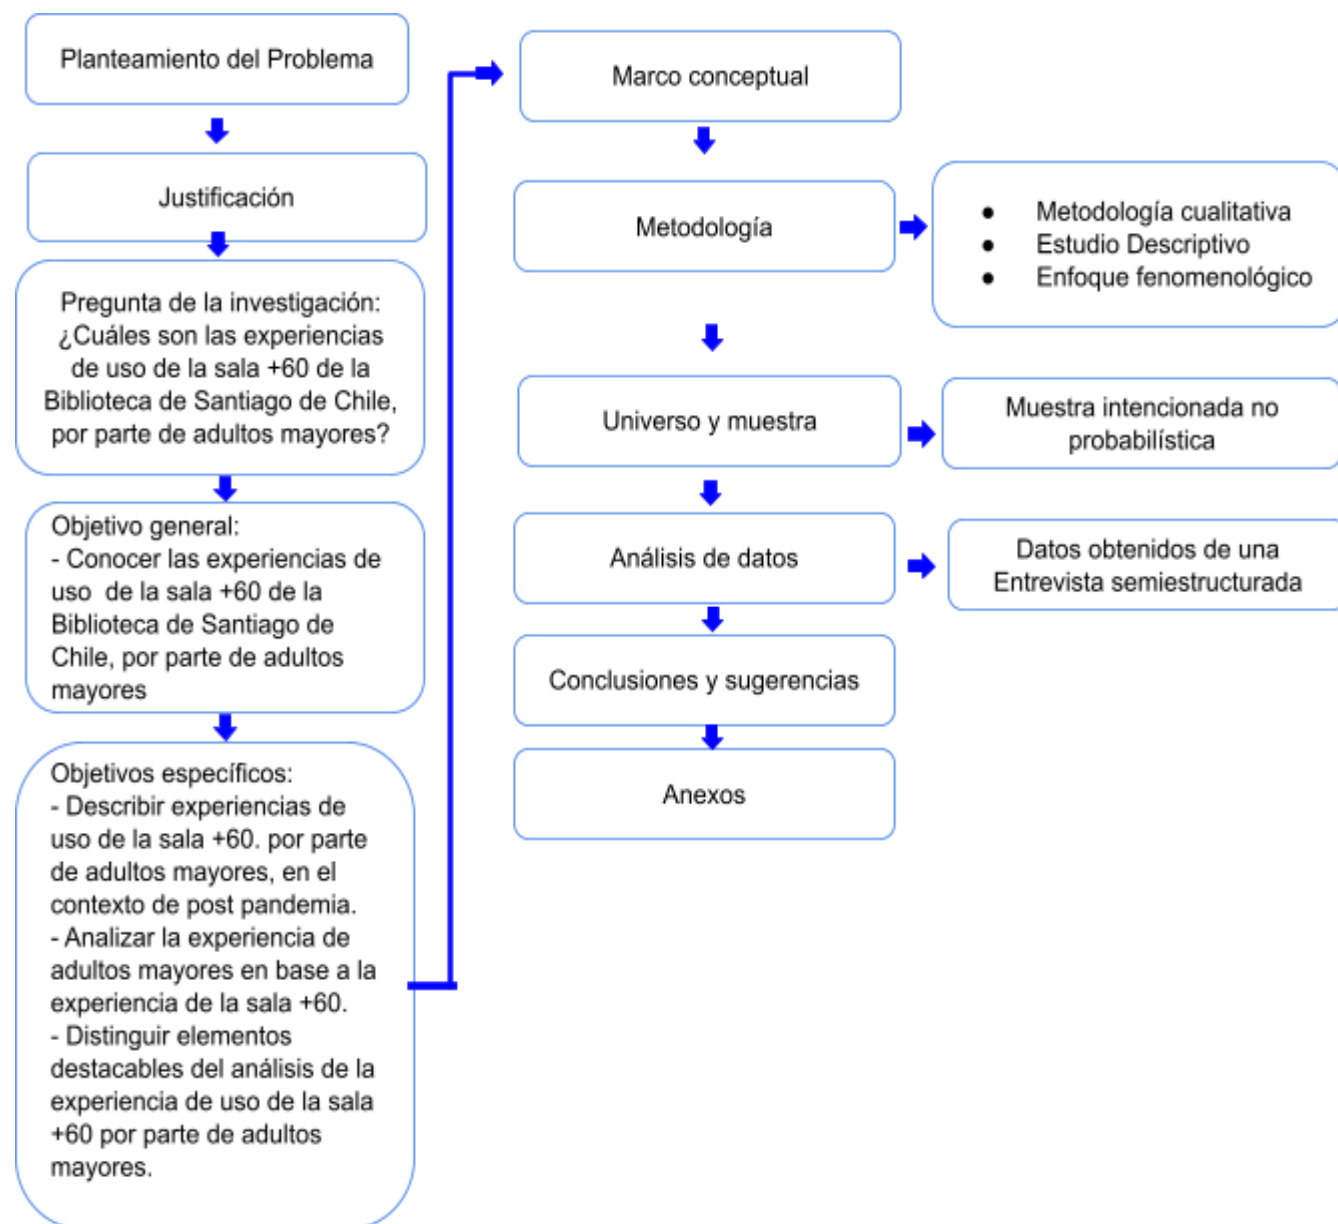 Planteamiento del Problema
Justificación
Pregunta de la investigación:
¿Cuáles son las experiencias
de uso de la sala +60 de la
Biblioteca de Santiago de Chile,
por parte de adultos mayores?
Objetivo general:
- Conocer las experiencias de
uso  de la sala +60 de la
Biblioteca de Santiago de
Chile, por parte de adultos
mayores
Objetivos específicos:
- Describir experiencias de
uso de la sala +60. por parte
de adultos mayores, en el
contexto de post pandemia.
- Analizar la experiencia de
adultos mayores en base a la
experiencia de la sala +60.
- Distinguir elementos
destacables del análisis de la
experiencia de uso de la sala
+60 por parte de adultos
mayores.
Marco conceptual
Metodología
● Metodología cualitativa
● Estudio Descriptivo
● Enfoque fenomenológico
Universo y muestra
Muestra intencionada no
probabilística
Análisis de datos
Datos obtenidos de una
Entrevista semiestructurada
Conclusiones y sugerencias
Anexos